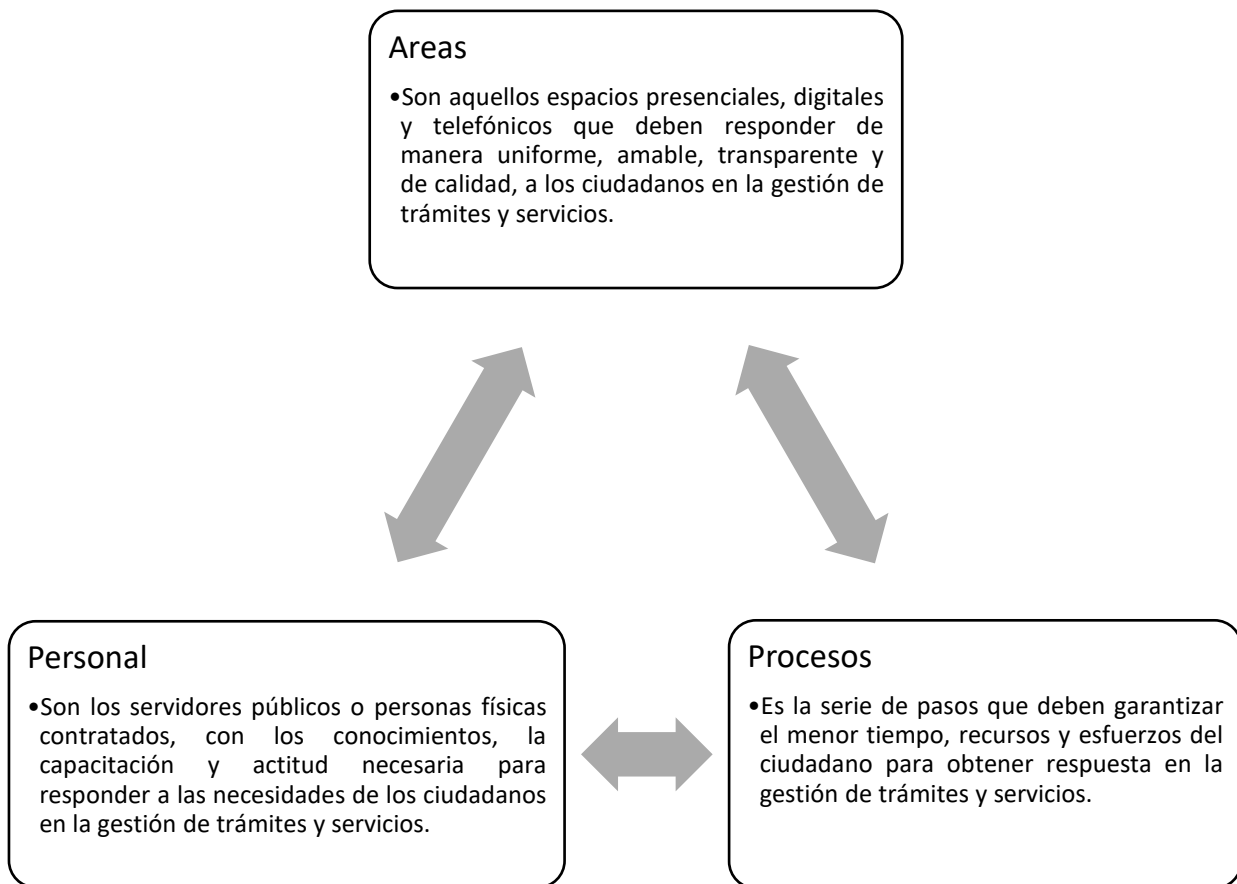 Areas
•Son aquellos espacios presenciales, digitales
y telefónicos que deben responder de
manera uniforme, amable, transparente y
de calidad, a los ciudadanos en la gestión de
trámites y servicios.
Personal
•Son los servidores públicos o personas físicas
contratados, con los conocimientos, la
capacitación y actitud necesaria para
responder a las necesidades de los ciudadanos
en la gestión de trámites y servicios.
Procesos
•Es la serie de pasos que deben garantizar
el menor tiempo, recursos y esfuerzos del
ciudadano para obtener respuesta en la
gestión de trámites y servicios.